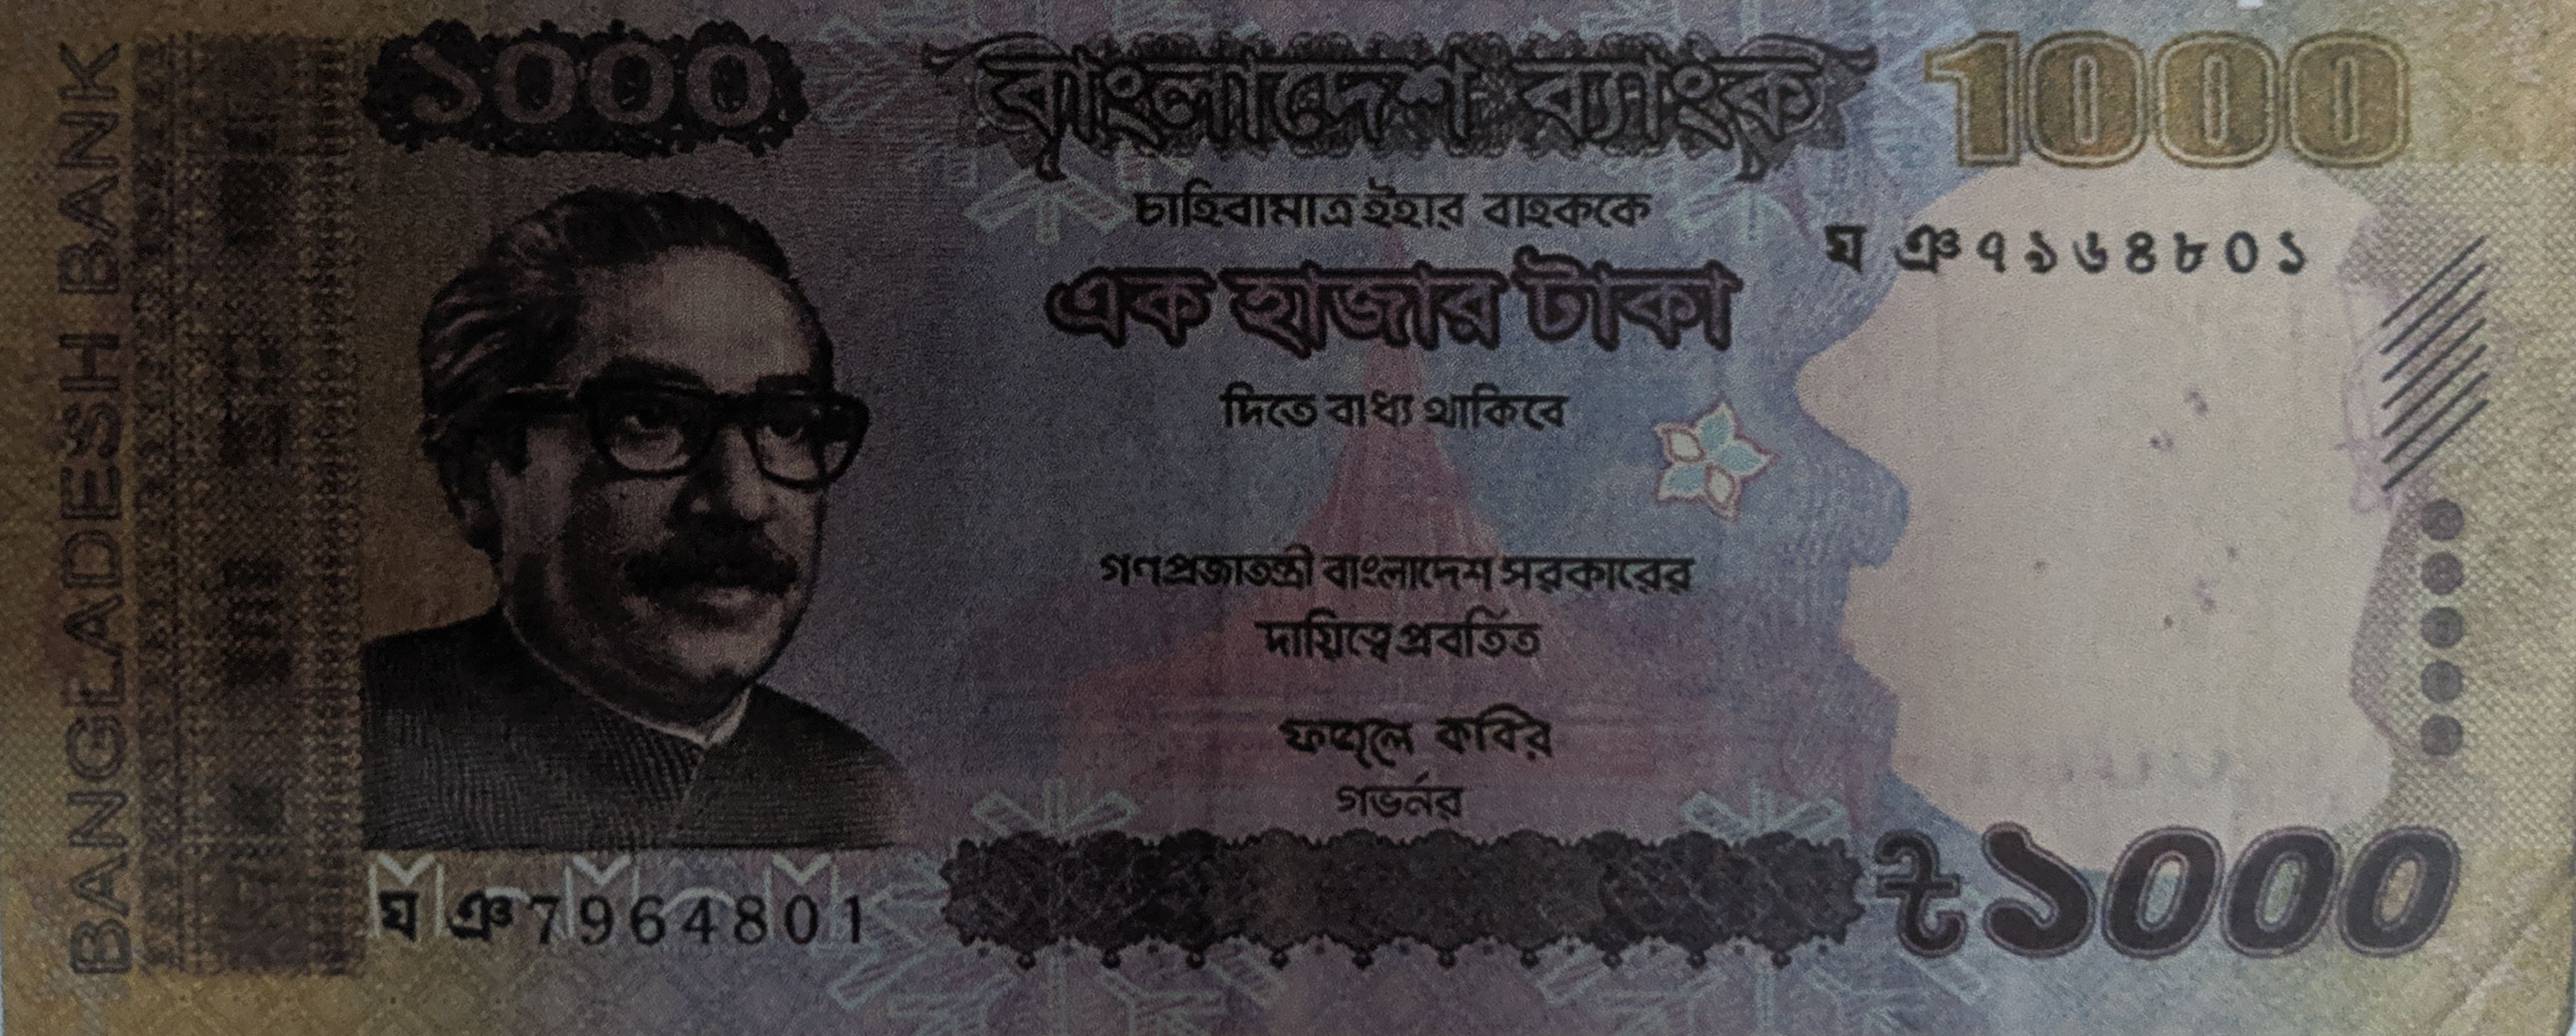 BANGLADESH BANK
১০০০
বাংলাদেশ ব্যাংক
1000
চাহিবামাত্র ইহার বাহককে
ঘ ঞ ৭৯৬৪৮০১
এক হাজার টাকা
দিতে বাধ্য থাকিবে
গণপ্রজাতন্ত্রী বাংলাদেশ সরকারের
দায়িত্বে প্রবর্তিত
ফজলে কবির
গভর্নর
ঘ ঞ 7964801
৳১০০০